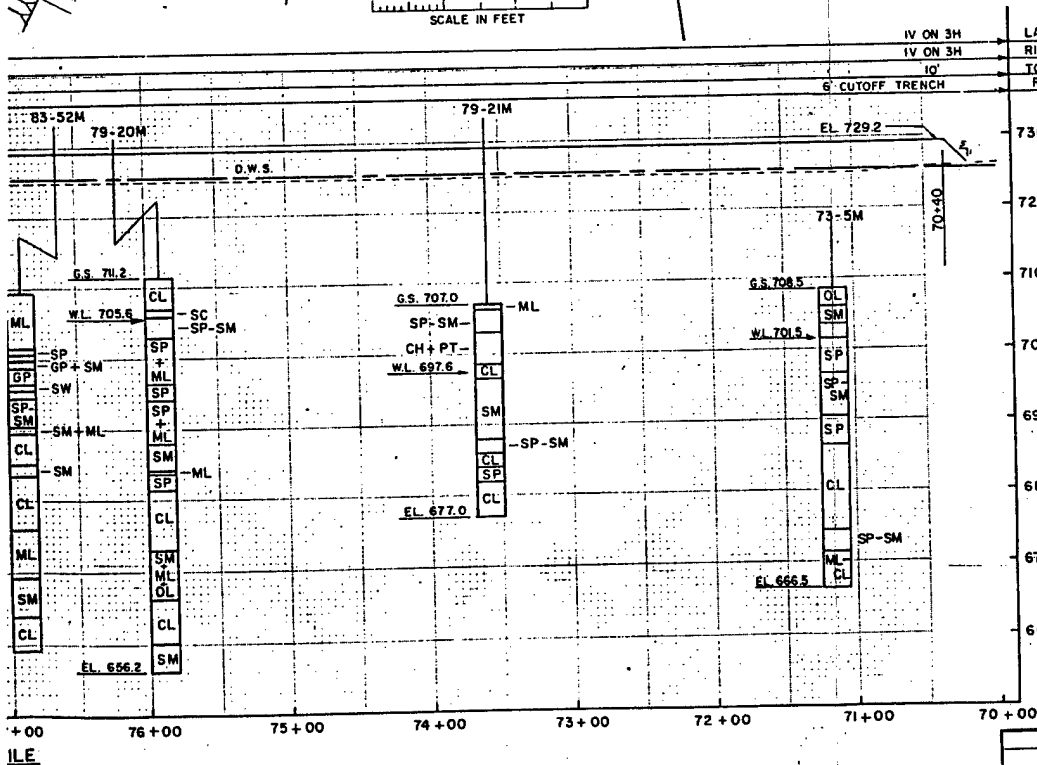 SCALE IN FEET
1V ON 3H
1V ON 3H
10'
6' CUTOFF TRENCH
83-52M
79-20M
79-21M
EL. 729.2
D.W.S.
73-5M
70+40
G.S. 711.2
W.L. 705.6
G.S. 707.0
W.L. 697.6
G.S. 708.5
W.L. 701.5
ML
SP
GP + SM
GP
SW
SP-
SM
SM+ML
CL
SM
CL
ML
SM
CL
CL
SC
SP-SM
SP
+
ML
SP
SP
+
ML
SM
ML
SP
CL
SM
+
ML
+
OL
CL
SM
EL. 656.2
ML
SP-SM
CH + PT
CL
SM
SP-SM
CL
SP
CL
EL. 677.0
OL
SM
SP
SP-
SM
SP
CL
SP-SM
ML-
CL
EL. 666.5
+00
76+00
75+00
74+00
73+00
72+00
71+00
70+00
ILE